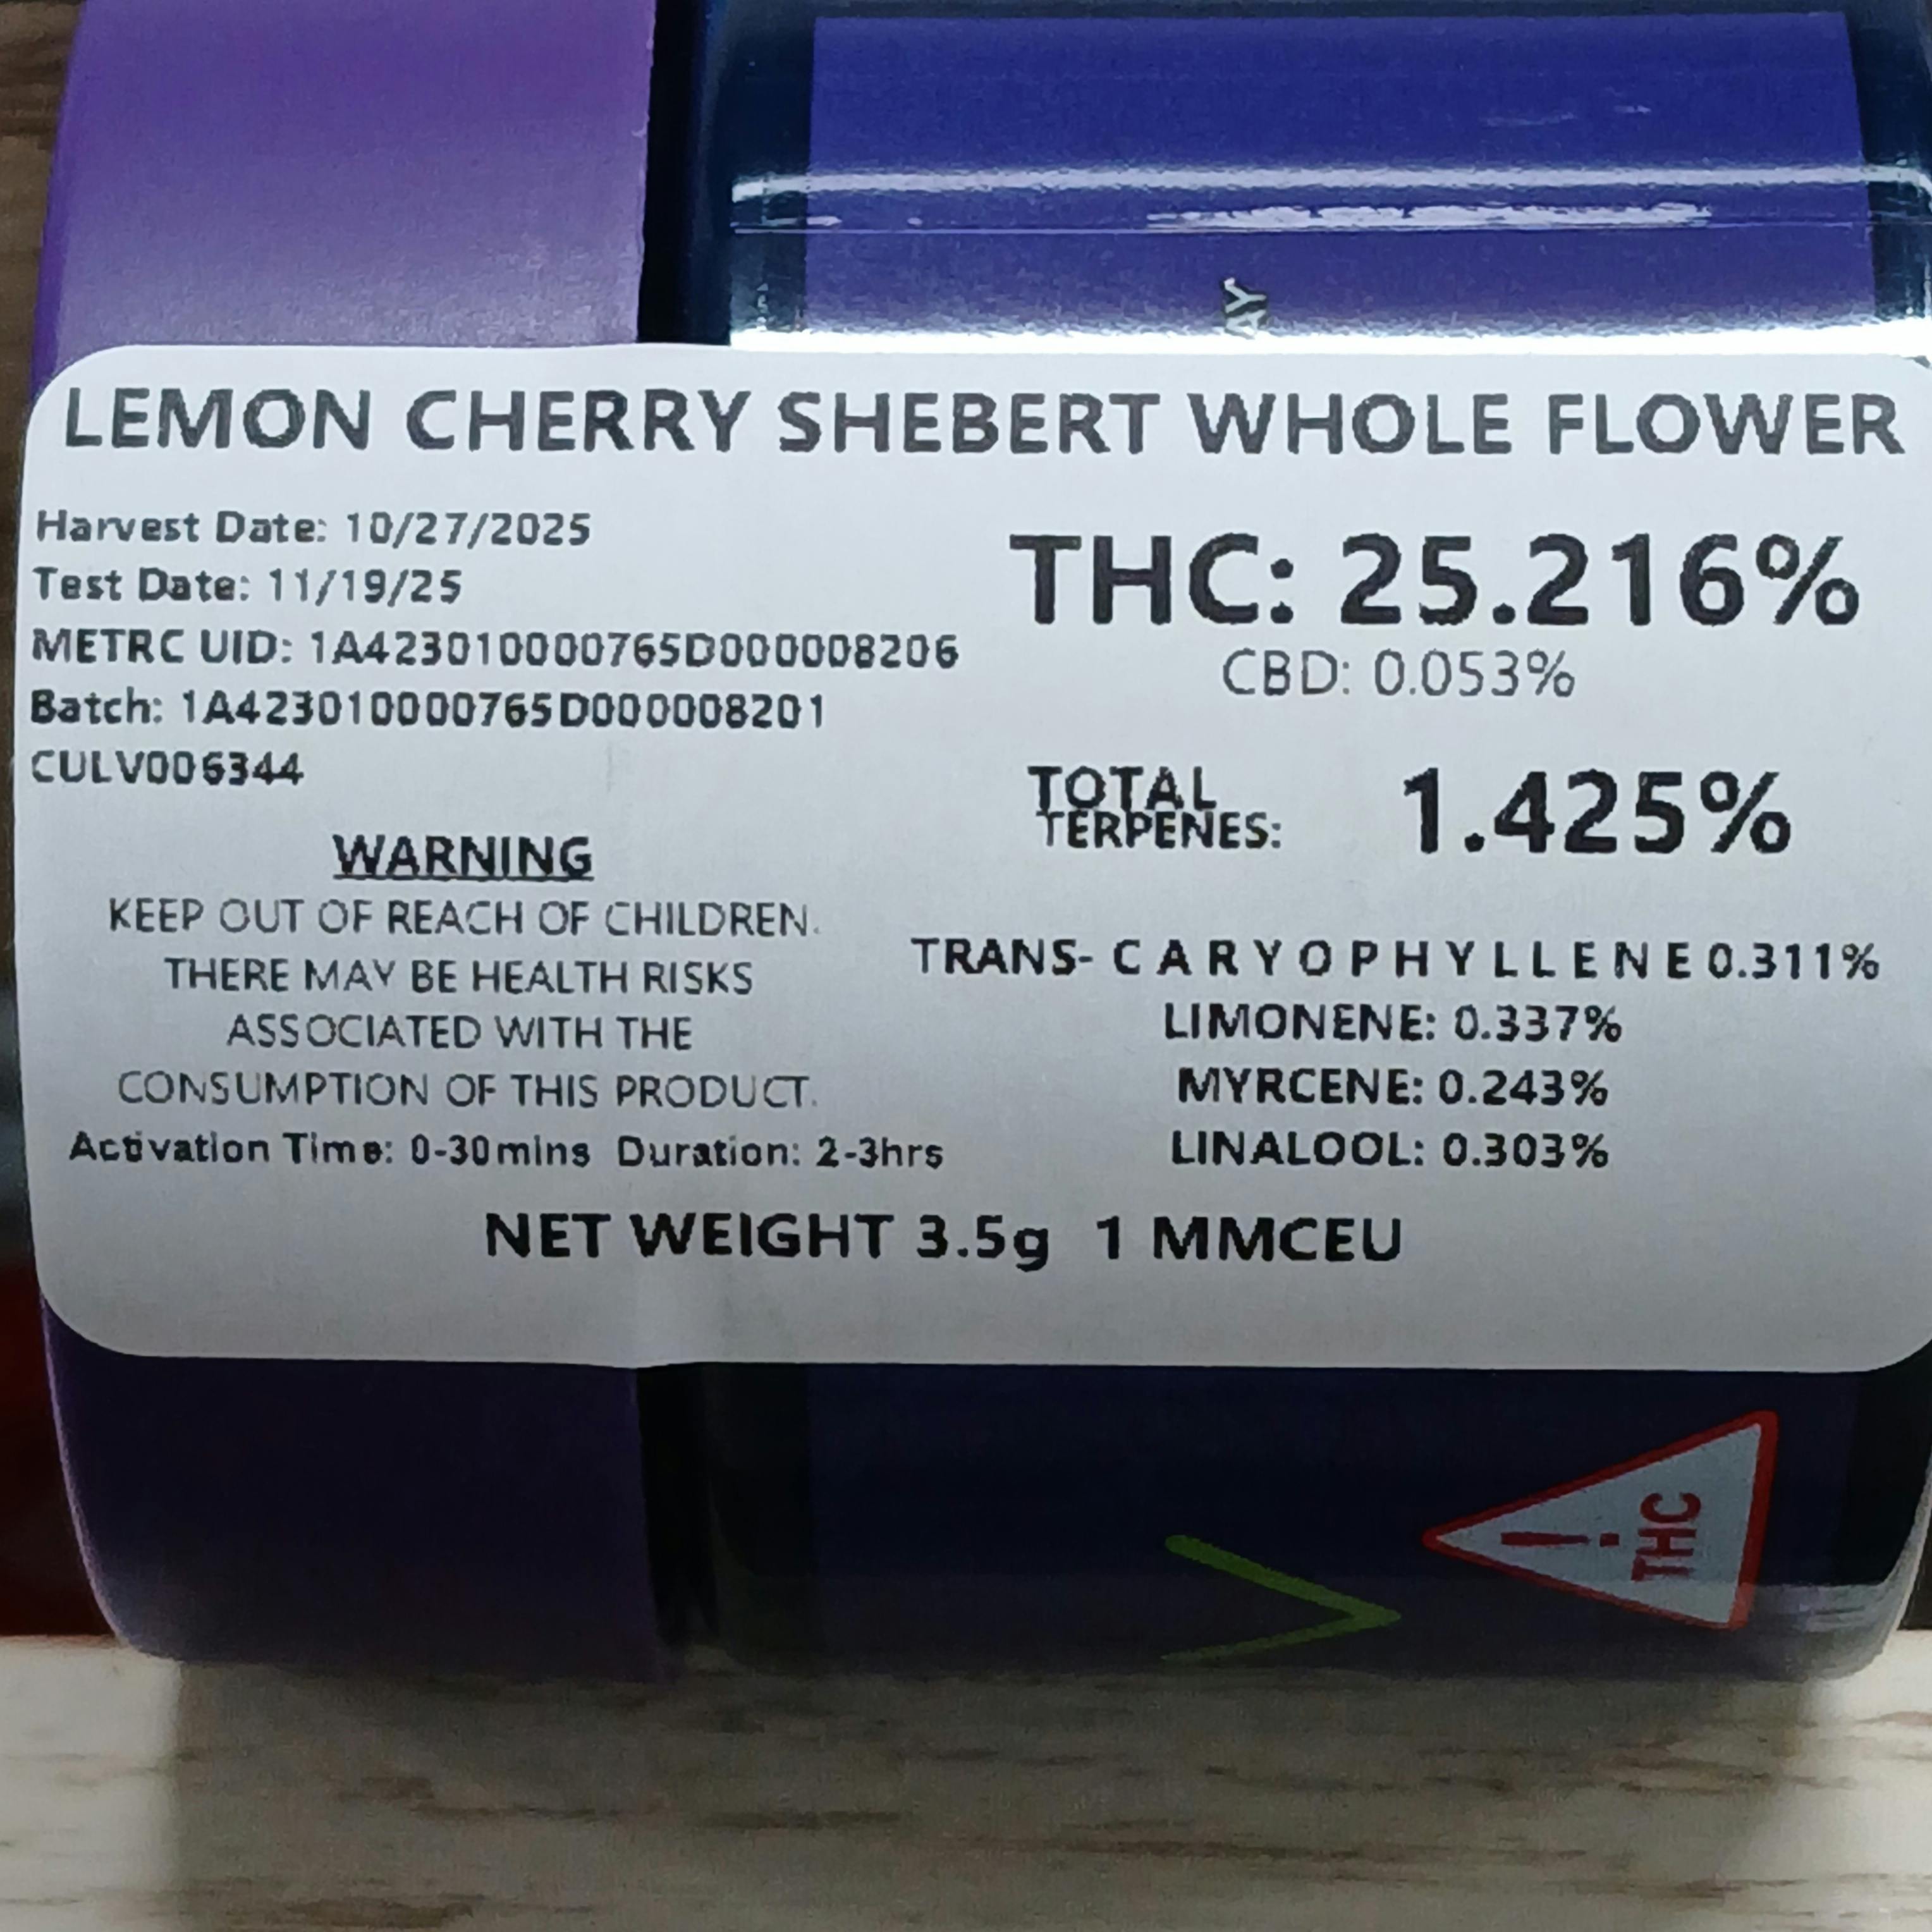 AY
LEMON CHERRY SHEBERT WHOLE FLOWER
Harvest Date: 10/27/2025
Test Date: 11/19/25
METRC UID: 1A423010000765D000008206
Batch: 1A423010000765D000008201
CULV006344
WARNING
KEEP OUT OF REACH OF CHILDREN.
THERE MAY BE HEALTH RISKS
ASSOCIATED WITH THE
CONSUMPTION OF THIS PRODUCT.
Activation Time: 0-30mins Duration: 2-3hrs
THC: 25.216%
CBD: 0.053%
TOTAL
TERPENES: 1.425%
TRANS- CARYOPHYLLENE 0.311%
LIMONENE: 0.337%
MYRCENE: 0.243%
LINALOOL: 0.303%
NET WEIGHT 3.5g 1 MMCEU
! THC